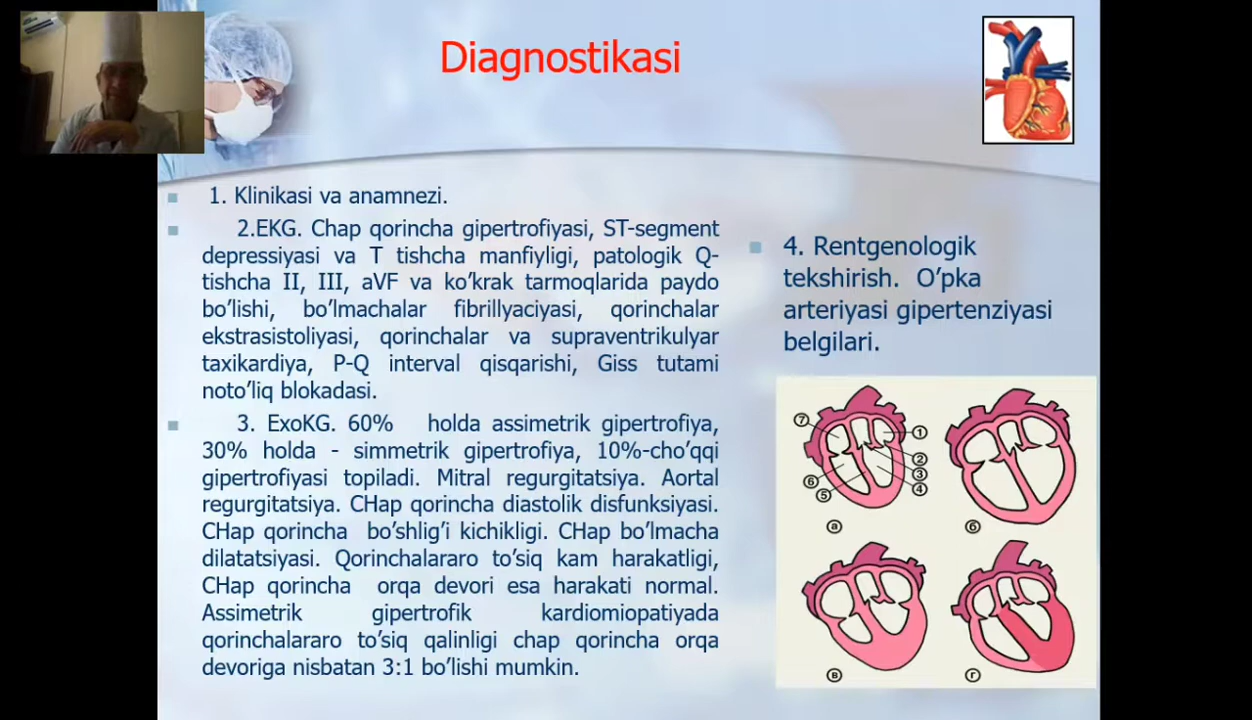 Diagnostikasi
1. Klinikasi va anamnezi.
2.EKG. Chap qorincha gipertrofiyasi, ST-segment
depressiyasi va T tishcha manfiyligi, patologik Q-
tishcha II, III, aVF va ko’krak tarmoqlarida paydo
bo’lishi, bo’lmachalar fibrillyaciyasi, qorinchalar
ekstrasistoliyasi, qorinchalar va supraventrikulyar
taxikardiya, P-Q interval qisqarishi, Giss tutami
noto’liq blokadasi.
3. ExoKG. 60% holda assimetrik gipertrofiya,
30% holda - simmetrik gipertrofiya, 10%-cho’qqi
gipertrofiyasi topiladi. Mitral regurgitatsiya. Aortal
regurgitatsiya. CHap qorincha diastolik disfunksiyasi.
CHap qorincha bo’shlig’i kichikligi. CHap bo’lmacha
dilatatsiyasi. Qorinchalararo to’siq kam harakatligi,
CHap qorincha orqa devori esa harakati normal.
Assimetrik gipertrofik kardiomiopatiyada
qorinchalararo to’siq qalinligi chap qorincha orqa
devoriga nisbatan 3:1 bo’lishi mumkin.
4. Rentgenologik
tekshirish. O’pka
arteriyasi gipertenziyasi
belgilari.
7
1
2
3
4
6
5
а
б
в
г